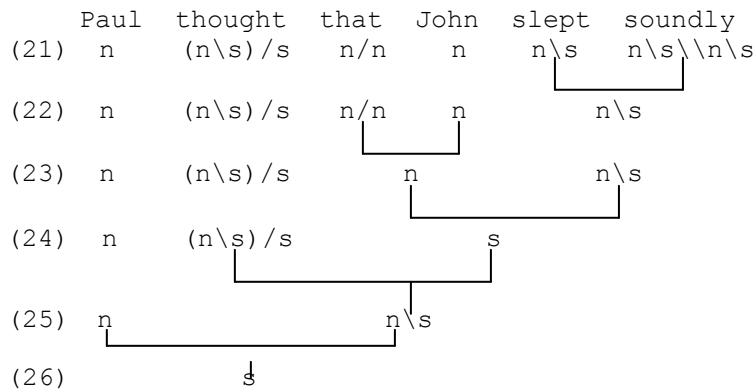 Paul thought that John slept soundly
(21) n (n\s)/s n/n n n\s n\s\\n\s
(22) n (n\s)/s n/n n n\s
(23) n (n\s)/s n n\s
(24) n (n\s)/s s
(25) n n\s
(26) s